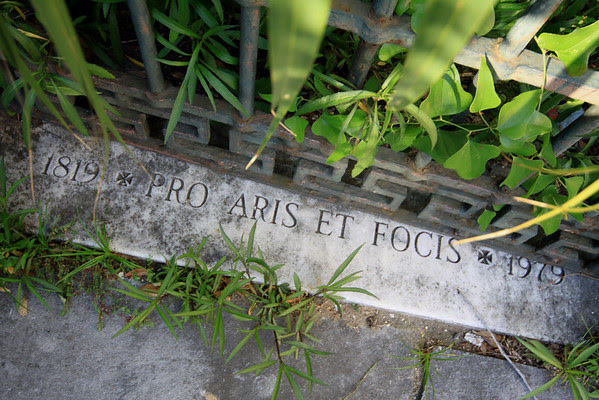 1819 ✠ PRO ARIS ET FOCIS ✠ 1979